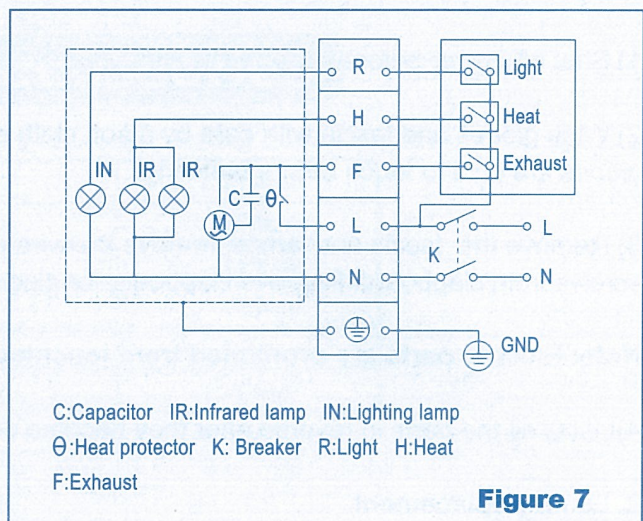 R
Light
H
Heat
IN IR IR
F
Exhaust
C θ
M
L
K
L
N
N
GND
C:Capacitor IR:Infrared lamp IN:Lighting lamp
θ:Heat protector K: Breaker R:Light H:Heat
F:Exhaust
Figure 7